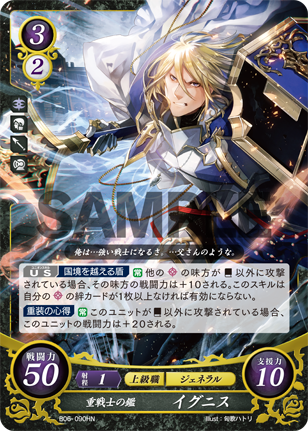 3
2
SAMPLE
俺は…強い戦士になるさ。…父さんのような。
US 国境を越える盾 常 他の の味方が 以外に攻撃
されている場合、その味方の戦闘力は+10される。このスキルは
自分の の絆カードが1枚以上なければ有効にならない。
重装の心得 常 このユニットが 以外に攻撃されている場合、
このユニットの戦闘力は+20される。
戦闘力
50
射程 1 上級職 ジェネラル
支援力
10
重戦士の鑑 イグニス
B06-090HN Illust:匈歌ハトリ